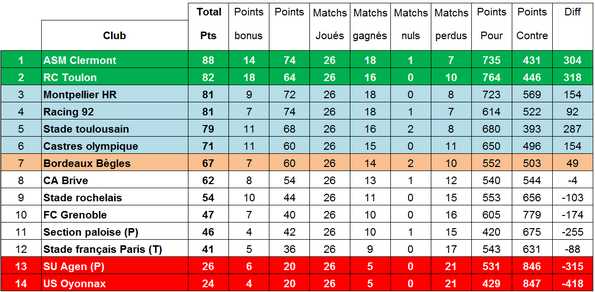 Total Points Points Matchs Matchs Matchs Matchs Points Points Diff
Club Pts bonus Joués gagnés nuls perdus Pour Contre
1 ASM Clermont 88 14 74 26 18 1 7 735 431 304
2 RC Toulon 82 18 64 26 16 0 10 764 446 318
3 Montpellier HR 81 9 72 26 18 0 8 723 569 154
4 Racing 92 81 7 74 26 18 1 7 614 522 92
5 Stade toulousain 79 11 68 26 16 2 8 680 393 287
6 Castres olympique 71 11 60 26 15 0 11 650 496 154
7 Bordeaux Bègles 67 7 60 26 14 2 10 552 503 49
8 CA Brive 62 8 54 26 13 1 12 540 544 -4
9 Stade rochelais 54 10 44 26 11 0 15 553 656 -103
10 FC Grenoble 47 7 40 26 10 0 16 605 779 -174
11 Section paloise (P) 46 4 42 26 10 1 15 420 675 -255
12 Stade français Paris (T) 41 5 36 26 9 0 17 543 631 -88
13 SU Agen (P) 26 6 20 26 5 0 21 531 846 -315
14 US Oyonnax 24 4 20 26 5 0 21 429 847 -418